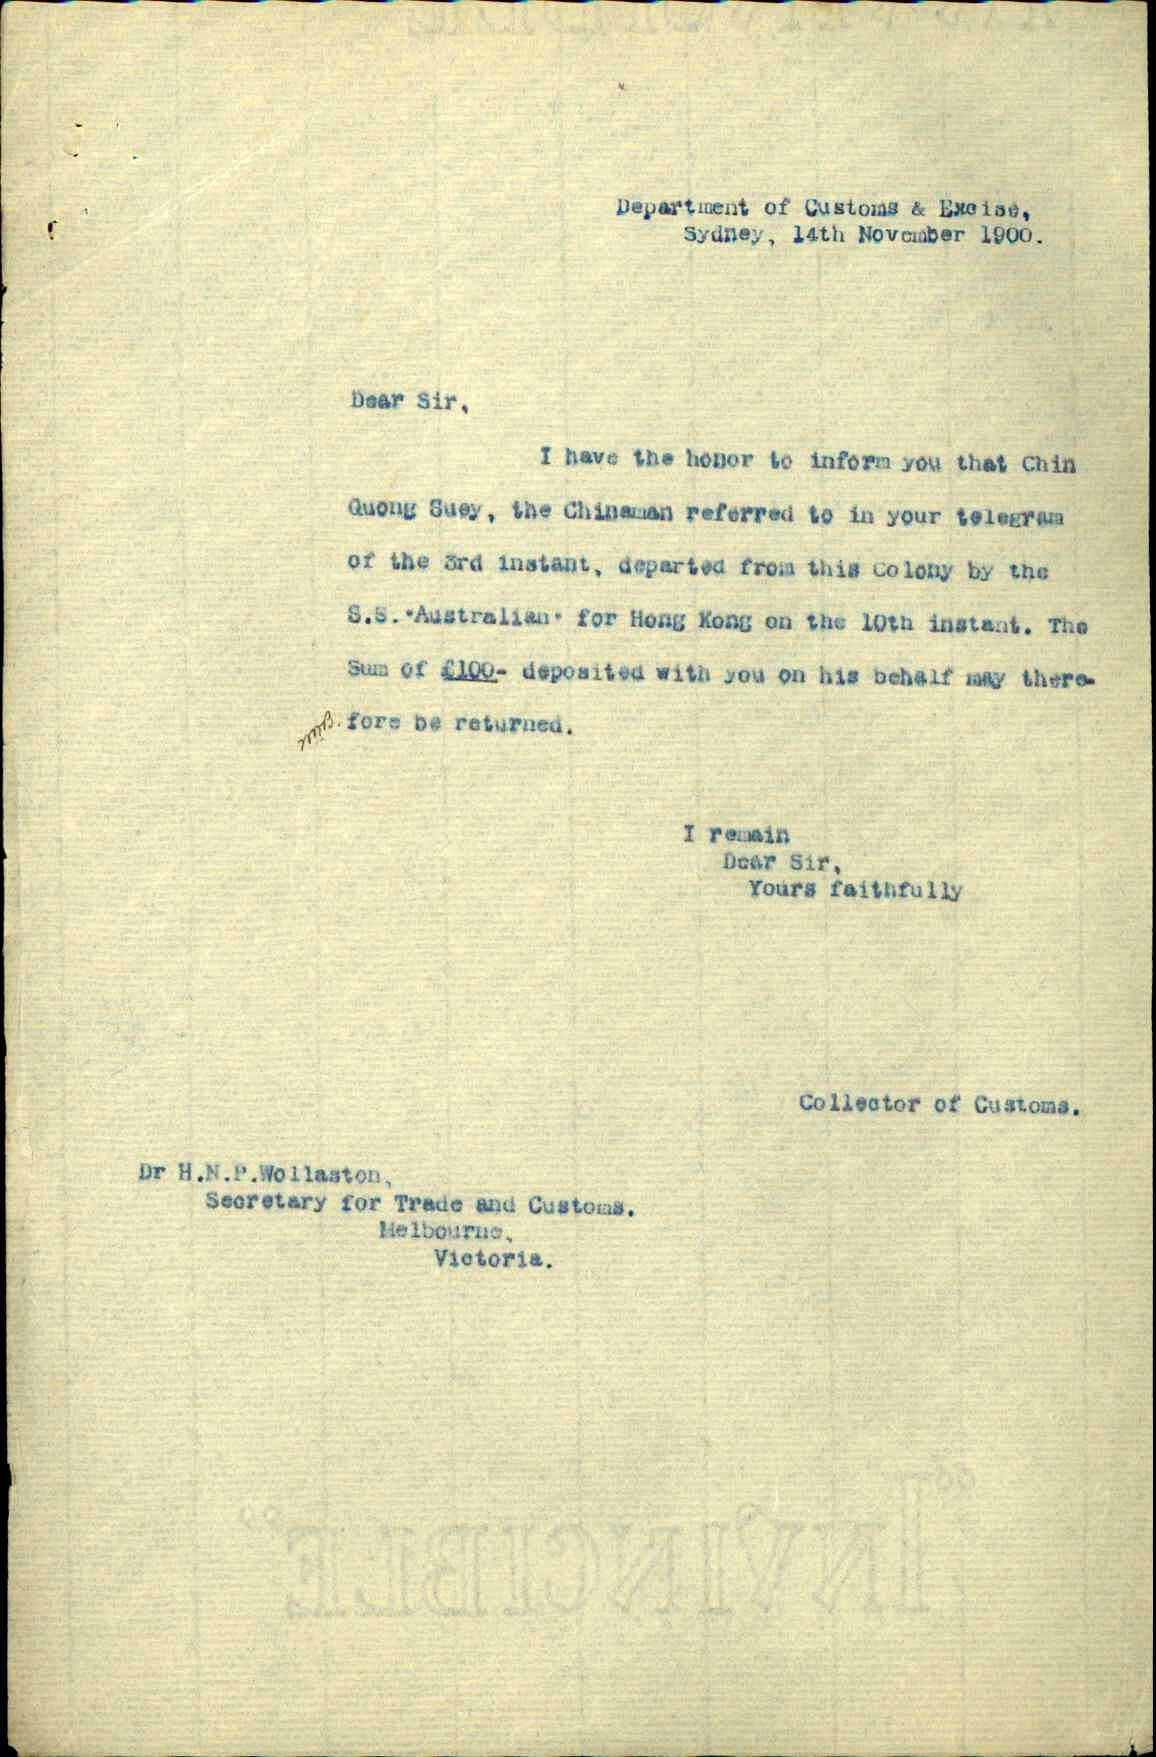 Department of Customs & Excise,
Sydney, 14th November 1900.
Dear Sir,
I have the honor to inform you that Chin
Quong Suey, the Chinaman referred to in your telegram
of the 3rd instant, departed from this Colony by the
S.S."Australian" for Hong Kong on the 10th instant. The
Sum of £100- deposited with you on his behalf may there-
fore be returned.
I remain
Dear Sir,
Yours faithfully
Collector of Customs.
Dr H.N.P.Wollaston,
Secretary for Trade and Customs.
Melbourne,
Victoria.
"INVINCIBLE"